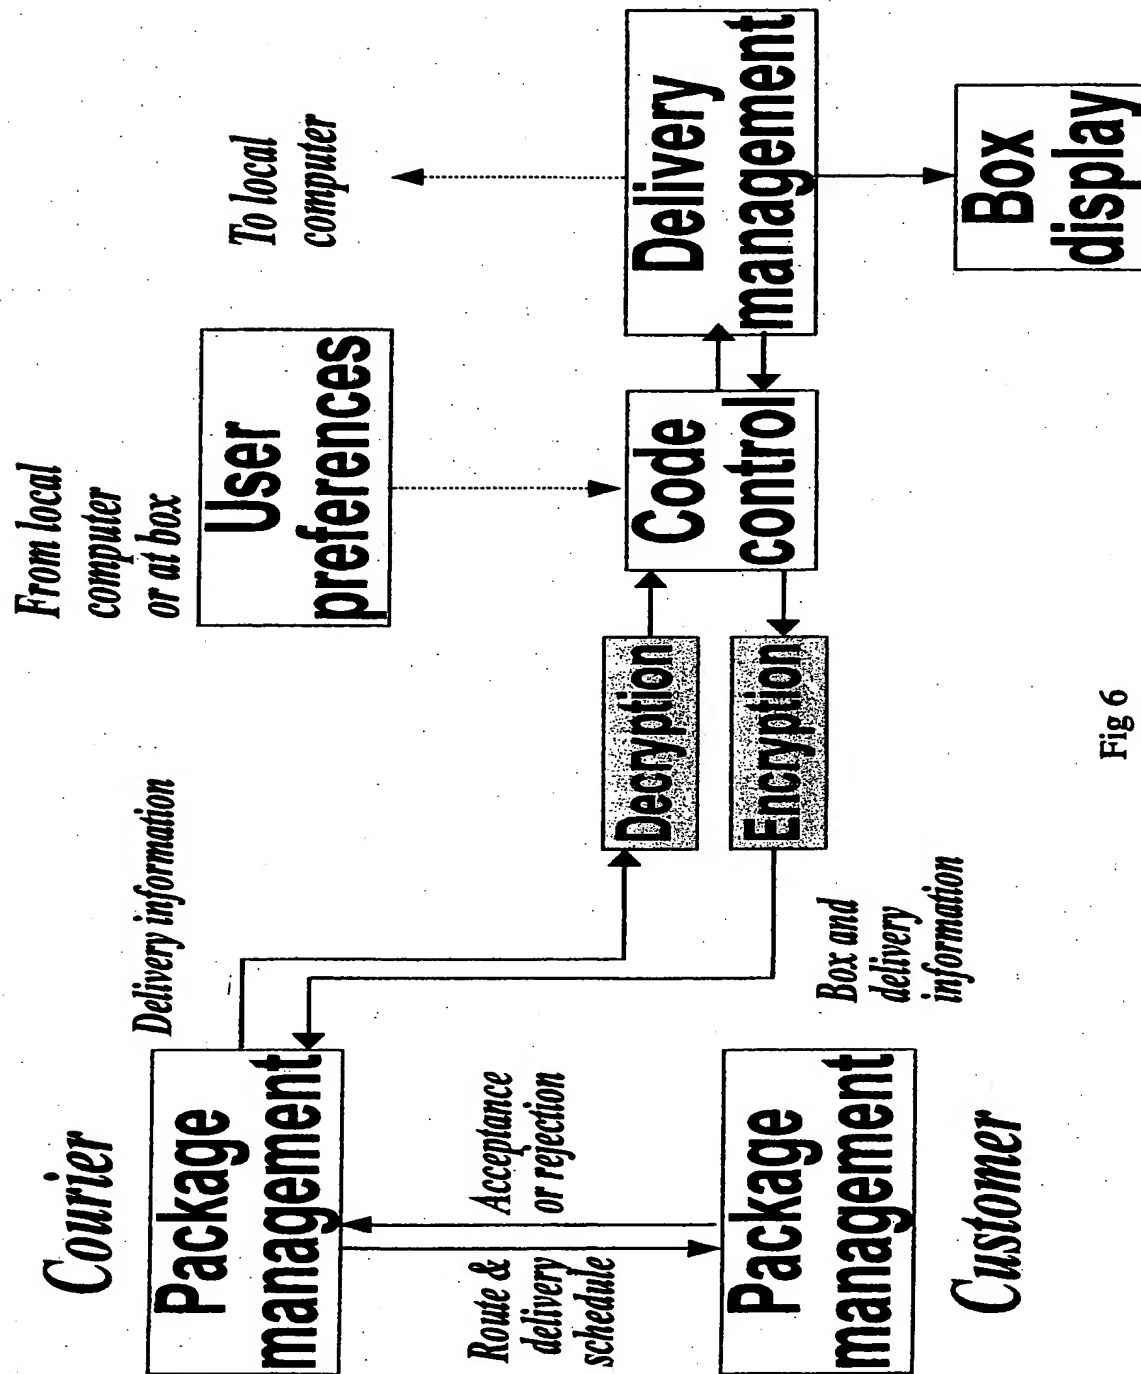 Courier
Package
management
Route &
delivery
schedule
Acceptance
or rejection
Package
management
Customer
Delivery information
Box and
delivery
information
Decryption
Encryption
From local
computer
or at box
User
preferences
Code
control
To local
computer
Delivery
management
Box
display
Fig 6